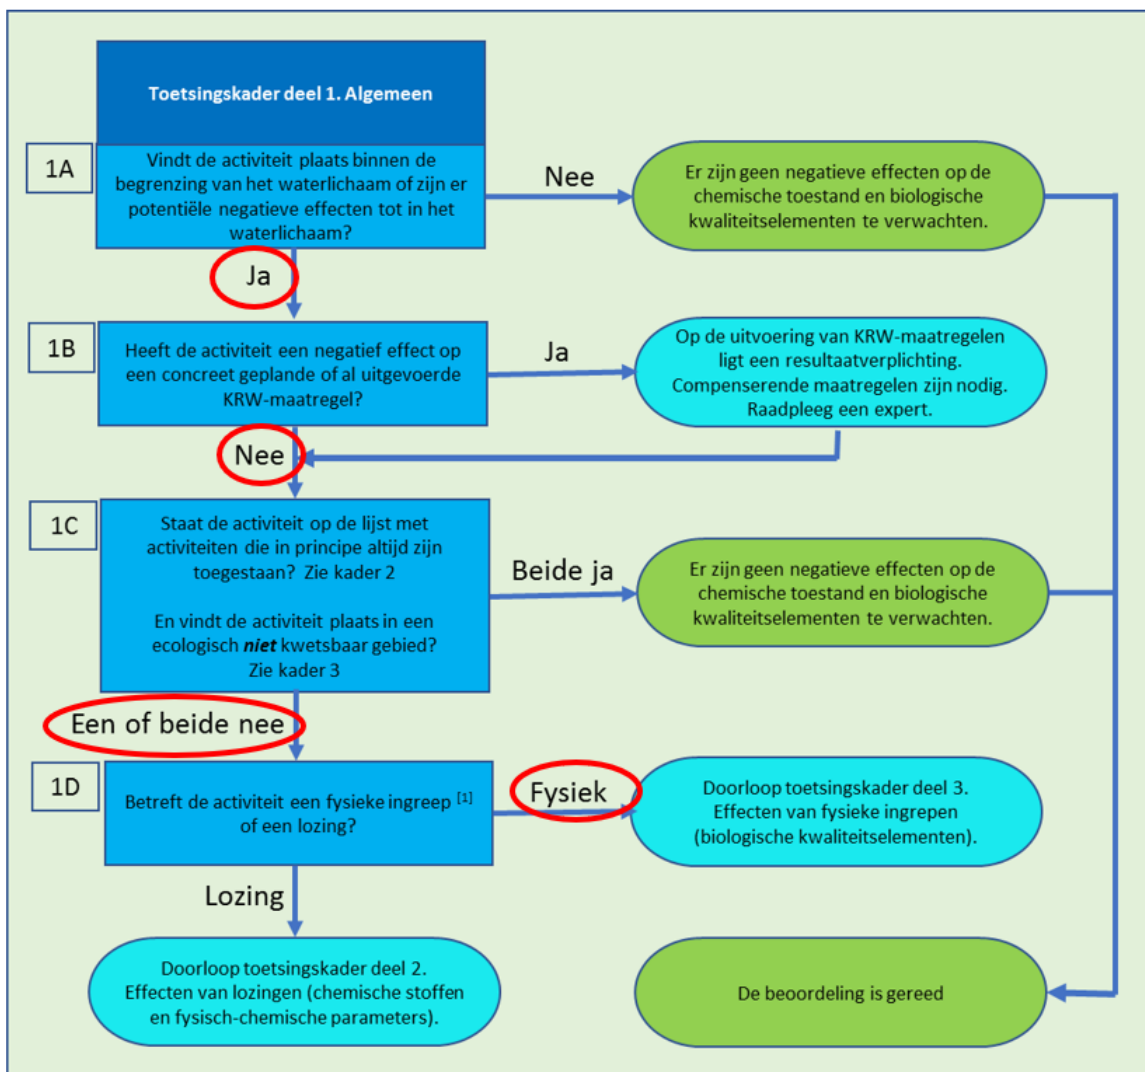 Toetsingskader deel 1. Algemeen
1A
Vindt de activiteit plaats binnen de
begrenzing van het waterlichaam of zijn er
potentiële negatieve effecten tot in het
waterlichaam?
Nee
Er zijn geen negatieve effecten op de
chemische toestand en biologische
kwaliteitselementen te verwachten.
Ja
1B
Heeft de activiteit een negatief effect op
een concreet geplande of al uitgevoerde
KRW-maatregel?
Ja
Op de uitvoering van KRW-maatregelen
ligt een resultaatverplichting.
Compenserende maatregelen zijn nodig.
Raadpleeg een expert.
Nee
1C
Staat de activiteit op de lijst met
activiteiten die in principe altijd zijn
toegestaan? Zie kader 2
En vindt de activiteit plaats in een
ecologisch niet kwetsbaar gebied?
Zie kader 3
Beide ja
Er zijn geen negatieve effecten op de
chemische toestand en biologische
kwaliteitselementen te verwachten.
Een of beide nee
1D
Betreft de activiteit een fysieke ingreep [1]
of een lozing?
Fysiek
Doorloop toetsingskader deel 3.
Effecten van fysieke ingrepen
(biologische kwaliteitselementen).
Lozing
Doorloop toetsingskader deel 2.
Effecten van lozingen (chemische stoffen
en fysisch-chemische parameters).
De beoordeling is gereed